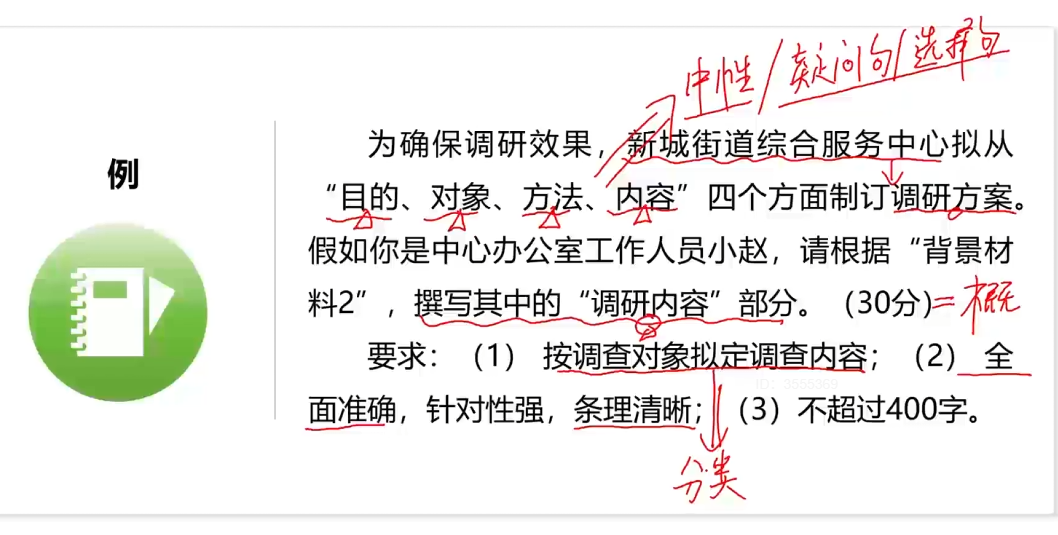 中性/疑问句/选择句
例
为确保调研效果，新城街道综合服务中心拟从
“目的、对象、方法、内容”四个方面制订调研方案。
假如你是中心办公室工作人员小赵，请根据“背景材
料2”，撰写其中的“调研内容”部分。（30分）=概
要求：（1） 按调查对象拟定调查内容；（2） 全
面准确，针对性强，条理清晰；（3）不超过400字。
ID: 3555369
分类